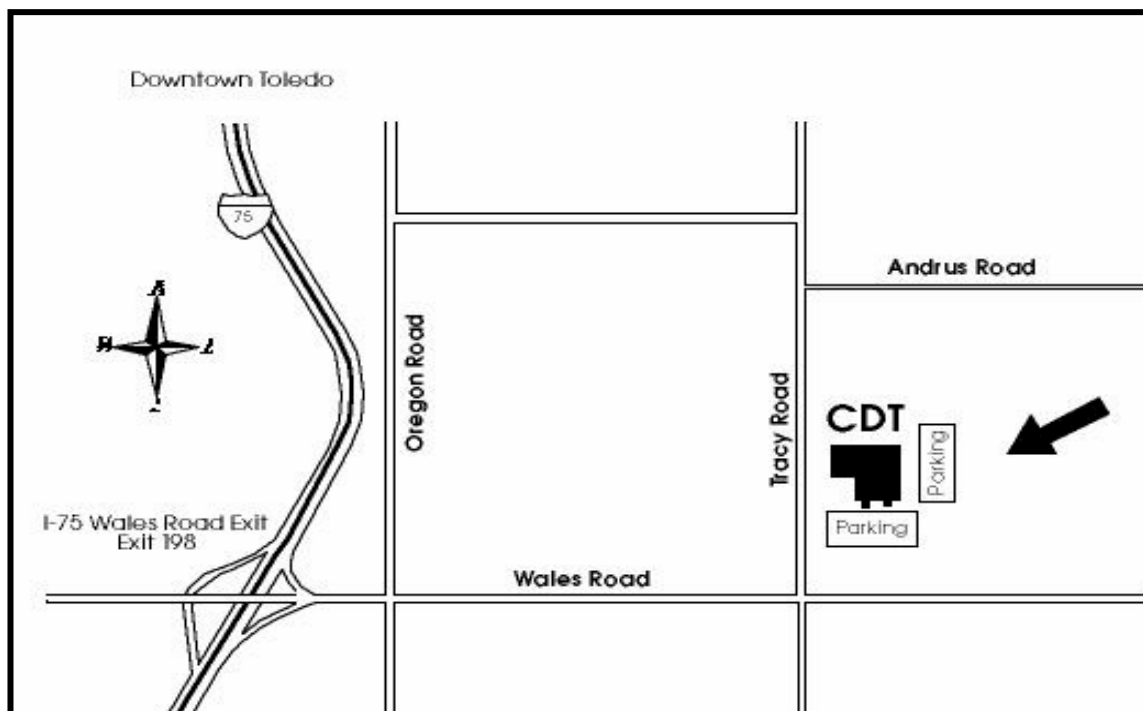 Downtown Toledo
75
Andrus Road
Oregon Road
Tracy Road
CDT
Parking
Parking
I-75 Wales Road Exit
Exit 198
Wales Road